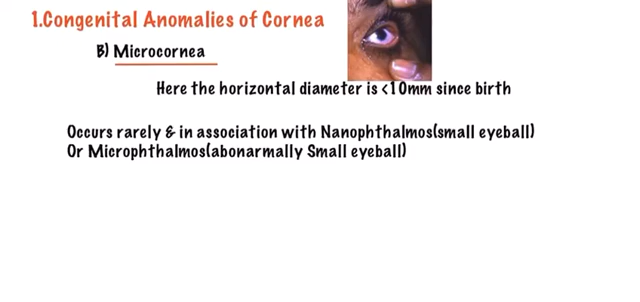 1.Congenital Anomalies of Cornea
B) Microcornea
Here the horizontal diameter is <10mm since birth
Occurs rarely & in association with Nanophthalmos(small eyeball)
Or Microphthalmos(abonarmally Small eyeball)